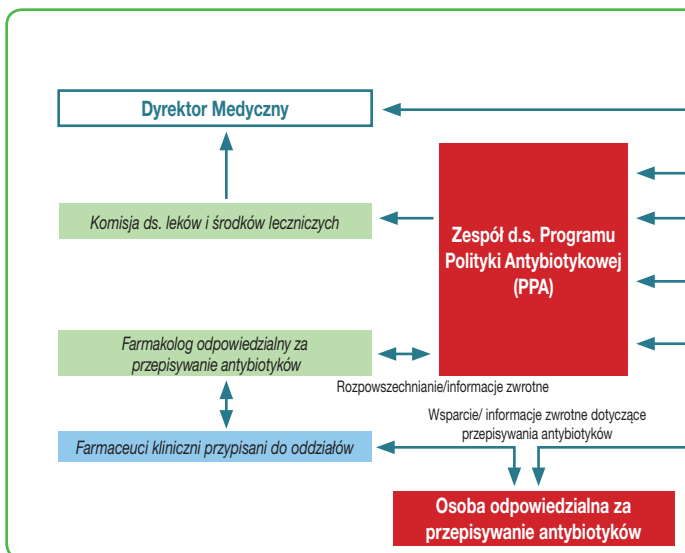 Dyrektor Medyczny
Komisja ds. leków i środków leczniczych
Zespół d.s. Programu
Polityki Antybiotykowej
(PPA)
Farmakolog odpowiedzialny za
przepisywanie antybiotyków
Rozpowszechnianie/informacje zwrotne
Wsparcie/ informacje zwrotne dotyczące
przepisywania antybiotyków
Farmaceuci kliniczni przypisani do oddziałów
Osoba odpowiedzialna za
przepisywanie antybiotyków